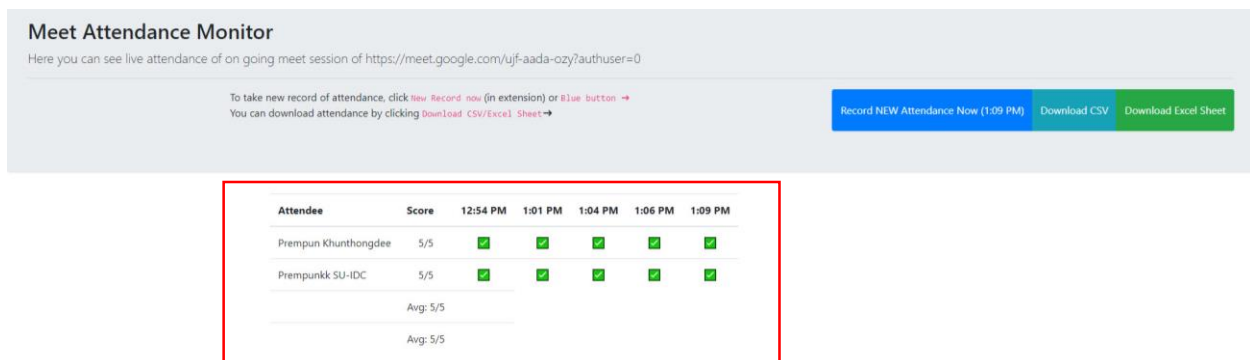 Meet Attendance Monitor
Here you can see live attendance of on going meet session of https://meet.google.com/ujf-aada-ozy?authuser=0
To take new record of attendance, click New Record now (in extension) or Blue button →
You can download attendance by clicking Download CSV/Excel Sheet→
Record NEW Attendance Now (1:09 PM) Download CSV Download Excel Sheet
Attendee Score 12:54 PM 1:01 PM 1:04 PM 1:06 PM 1:09 PM
Prempun Khunthongdee 5/5 ✅ ✅ ✅ ✅ ✅
Prempunkk SU-IDC 5/5 ✅ ✅ ✅ ✅ ✅
Avg: 5/5
Avg: 5/5